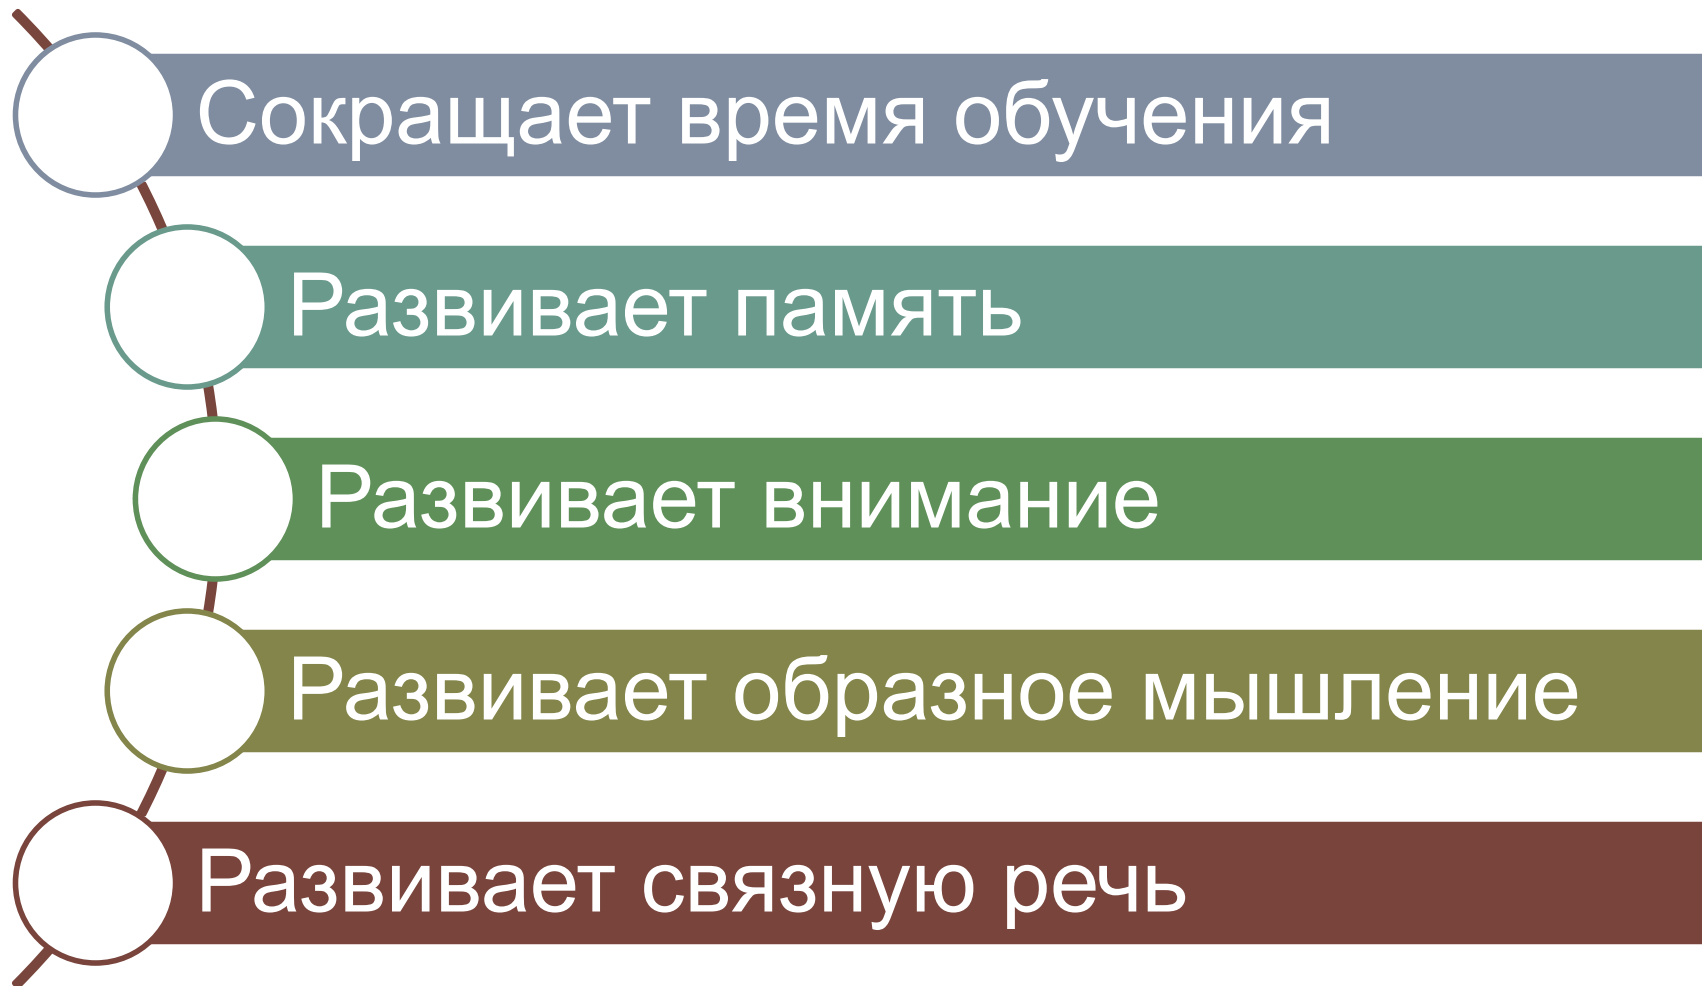 Сокращает время обучения
Развивает память
Развивает внимание
Развивает образное мышление
Развивает связную речь